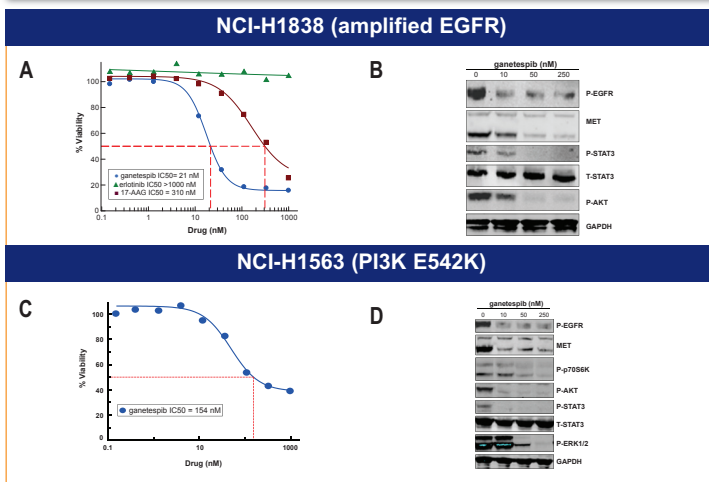 NCI-H1838 (amplified EGFR)
A
% Viability
100
80
60
40
20
0
ganetespib IC50= 21 nM
erlotinib IC50 >1000 nM
17-AAG IC50 = 310 nM
0.1 1 10 100 1000
Drug (nM)
B
ganetespib (nM)
0 10 50 250
P-EGFR
MET
P-STAT3
T-STAT3
P-AKT
GAPDH
NCI-H1563 (PI3K E542K)
C
% Viability
100
80
60
40
20
0
ganetespib IC50 = 154 nM
0.1 1 10 100 1000
Drug (nM)
D
ganetespib (nM)
0 10 50 250
P-EGFR
MET
P-p70S6K
P-AKT
P-STAT3
T-STAT3
P-ERK1/2
GAPDH